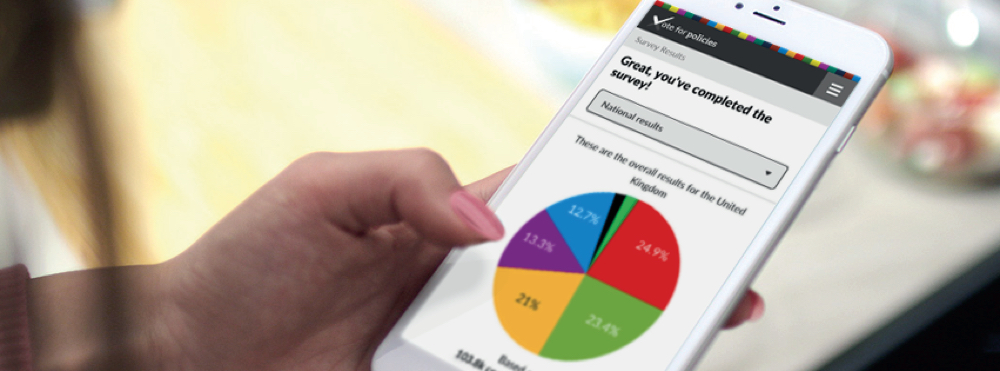 Vote for policies
Survey Results
Great, you've completed the
survey!
National results
These are the overall results for the United
Kingdom
12.7%
24.9%
13.3%
21%
23.4%
Based
103.8k